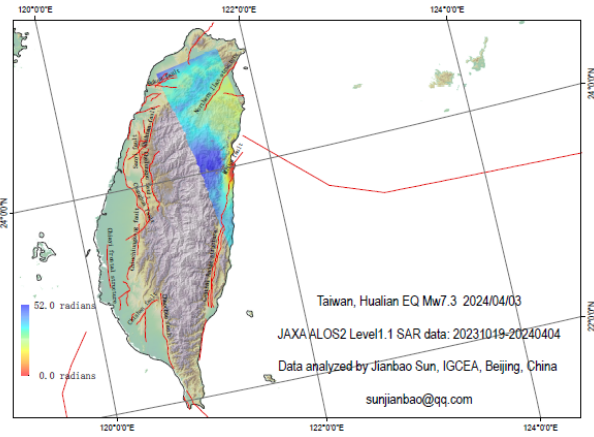 120°0'0"E
122°0'0"E
124°0'0"E
24°0'0"N
24°0'0"N
22°0'0"N
52.0 radians
0.0 radians
Taiwan, Hualian EQ Mw7.3 2024/04/03
JAXA ALOS2 Level1.1 SAR data: 20231019-20240404
Data analyzed by Jianbao Sun, IGCEA, Beijing, China
sunjianbao@qq.com
120°0'0"E
122°0'0"E
124°0'0"E